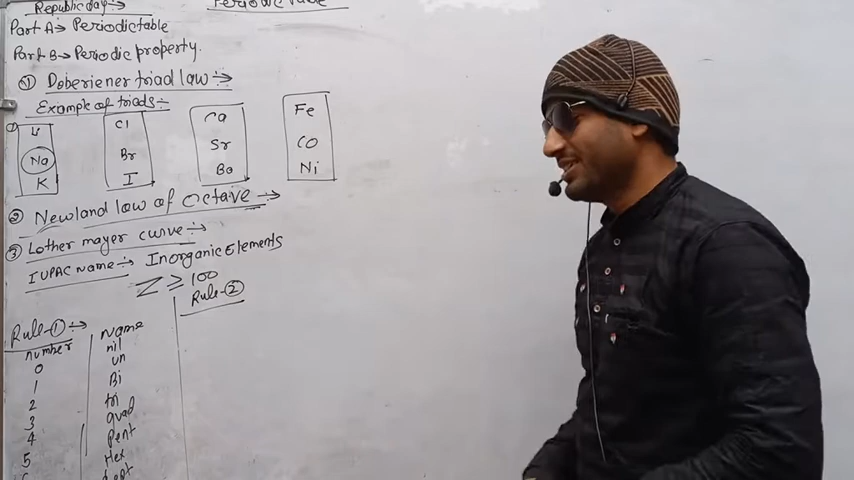 Republic day :→
Periodic Table
Part A :→ Periodic table
Part B → Periodic property.
① Doberiener triad law :→
Example of triads :-
① Li Cl Ca Fe
Na Br Sr CO
K I Ba Ni
② Newland law of Octave :→
③ Lother mayer curve :→
IUPAC Name :→ Inorganic Elements
Z ≥ 100
Rule-① :→ Rule-②
number Name
0 nil
1 un
2 Bi
3 tri
4 quad
5 Pent
Hex